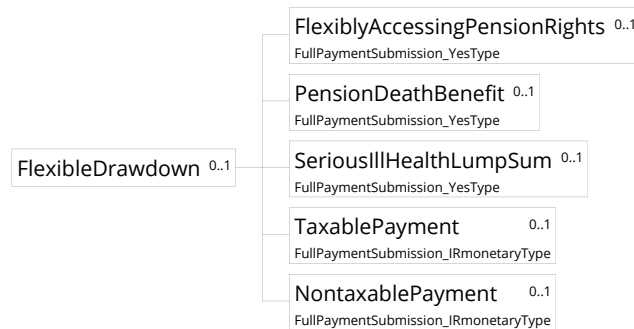 FlexiblyAccessingPensionRights 0..1
FullPaymentSubmission_YesType
PensionDeathBenefit 0..1
FullPaymentSubmission_YesType
FlexibleDrawdown 0..1
SeriousIllHealthLumpSum 0..1
FullPaymentSubmission_YesType
TaxablePayment 0..1
FullPaymentSubmission_IRmonetaryType
NontaxablePayment 0..1
FullPaymentSubmission_IRmonetaryType